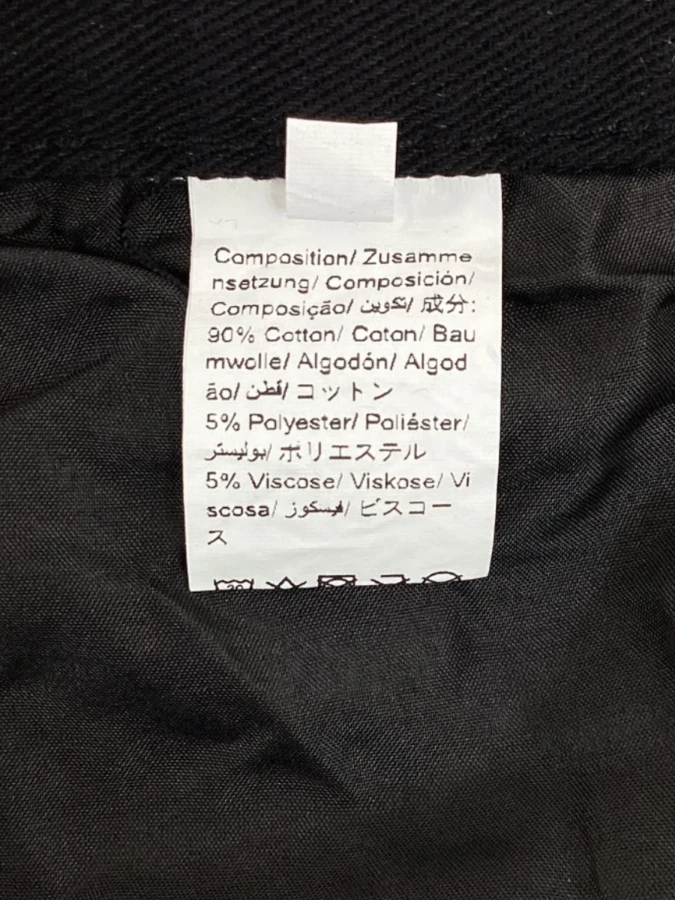 Composition/ Zusamme
nsetzung/ Composición/
Composição/ تكوين/ 成分:
90% Cotton/ Coton/ Bau
mwolle/ Algodón/ Algod
ão/ قطن/ コットン
5% Polyester/ Poliéster/
بوليستر/ ポリエステル
5% Viscose/ Viskose/ Vi
scosa/ فيسكوز/ ビスコー
ス